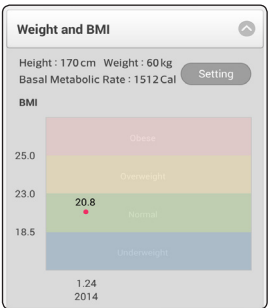 Weight and BMI
Height : 170 cm Weight : 60 kg
Basal Metabolic Rate : 1512 Cal
Setting
BMI
Obese
25.0
Overweight
23.0
20.8
Normal
18.5
Underweight
1.24
2014